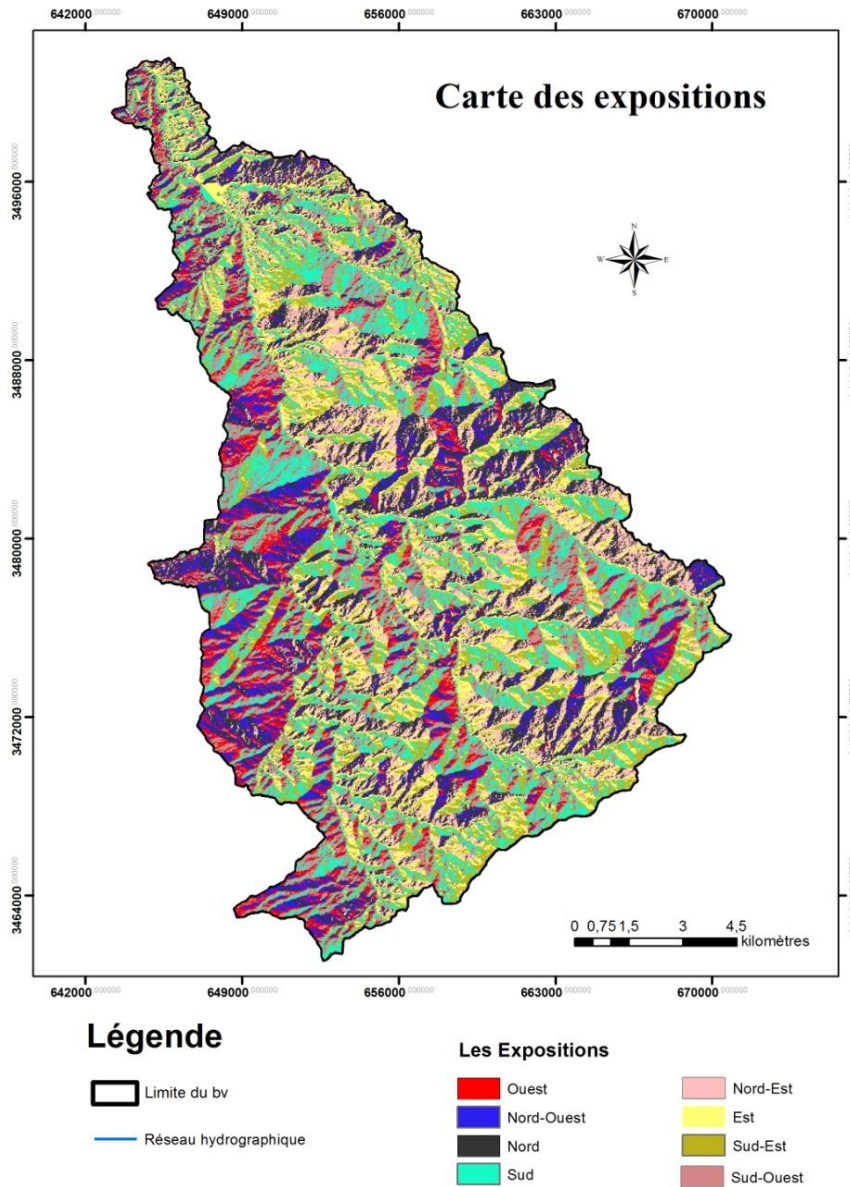 642000,000000 649000,000000 656000,000000 663000,000000 670000,000000
Carte des expositions
3496000,000000
3488000,000000
3480000,000000
3472000,000000
3464000,000000
N
W E
S
0 0,75 1,5 3 4,5
kilomètres
642000,000000 649000,000000 656000,000000 663000,000000 670000,000000
Légende
Limite du bv
Réseau hydrographique
Les Expositions
Ouest
Nord-Ouest
Nord
Sud
Nord-Est
Est
Sud-Est
Sud-Ouest